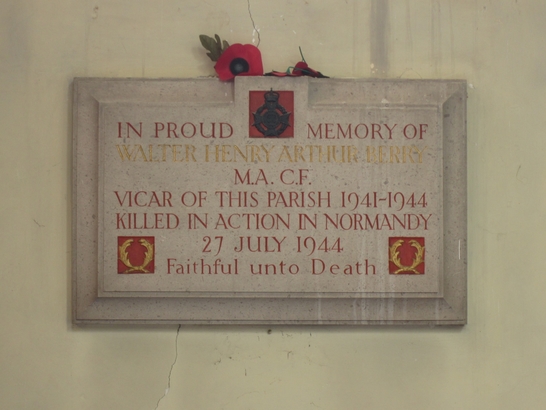 IN PROUD MEMORY OF
WALTER HENRY ARTHUR BERRY
M.A. C.F.
VICAR OF THIS PARISH 1941-1944
KILLED IN ACTION IN NORMANDY
27 JULY 1944
Faithful unto Death